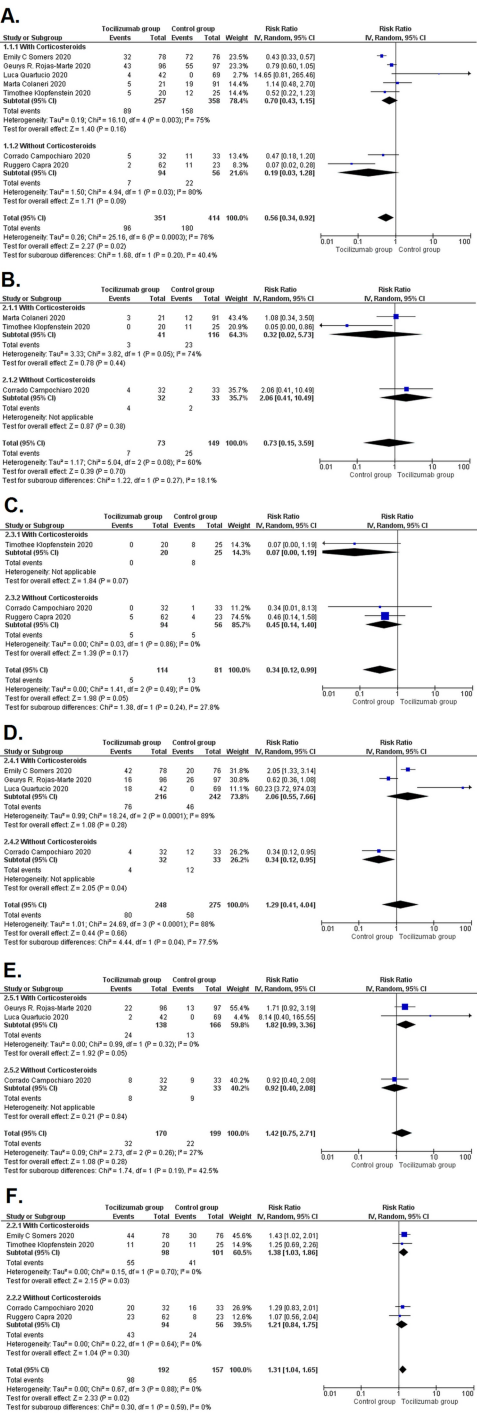 A.
Tocilizumab group Control group Risk Ratio Risk Ratio
Study or Subgroup Events Total Events Total Weight IV, Random, 95% CI IV, Random, 95% CI
1.1.1 With Corticosteroids
Emily C Somers 2020 32 78 72 76 23.5% 0.43 [0.33, 0.57]
Geurys R. Rojas-Marte 2020 43 96 55 97 23.3% 0.79 [0.60, 1.05]
Luca Quartucio 2020 4 42 0 69 2.7% 14.65 [0.81, 265.46]
Marta Colaneri 2020 5 21 19 91 14.5% 1.14 [0.48, 2.70]
Timothee Klopfenstein 2020 5 20 12 25 14.4% 0.52 [0.22, 1.23]
Subtotal (95% CI) 257 358 78.4% 0.70 [0.43, 1.15]
Total events 89 158
Heterogeneity: Tau² = 0.19; Chi² = 16.10, df = 4 (P = 0.003); I² = 75%
Test for overall effect: Z = 1.40 (P = 0.16)
1.1.2 Without Corticosteroids
Corrado Campochiaro 2020 5 32 11 33 13.4% 0.47 [0.18, 1.20]
Ruggero Capra 2020 2 62 11 23 8.2% 0.07 [0.02, 0.28]
Subtotal (95% CI) 94 56 21.6% 0.19 [0.03, 1.28]
Total events 7 22
Heterogeneity: Tau² = 1.50; Chi² = 4.94, df = 1 (P = 0.03); I² = 80%
Test for overall effect: Z = 1.71 (P = 0.09)
Total (95% CI) 351 414 100.0% 0.56 [0.34, 0.92]
Total events 96 180
Heterogeneity: Tau² = 0.26; Chi² = 25.16, df = 6 (P = 0.0003); I² = 76%
Test for overall effect: Z = 2.27 (P = 0.02)
Test for subgroup differences: Chi² = 1.68, df = 1 (P = 0.20), I² = 40.4%
0.01 0.1 1 10 100
Tocilizumab group Control group
B.
Tocilizumab group Control group Risk Ratio Risk Ratio
Study or Subgroup Events Total Events Total Weight IV, Random, 95% CI IV, Random, 95% CI
2.1.1 With Corticosteroids
Marta Colaneri 2020 3 21 12 91 43.4% 1.08 [0.34, 3.50]
Timothee Klopfenstein 2020 0 20 11 25 20.9% 0.05 [0.00, 0.86]
Subtotal (95% CI) 41 116 64.3% 0.32 [0.02, 5.73]
Total events 3 23
Heterogeneity: Tau² = 3.33; Chi² = 3.82, df = 1 (P = 0.05); I² = 74%
Test for overall effect: Z = 0.78 (P = 0.44)
2.1.2 Without Corticosteroids
Corrado Campochiaro 2020 4 32 2 33 35.7% 2.06 [0.41, 10.49]
Subtotal (95% CI) 32 33 35.7% 2.06 [0.41, 10.49]
Total events 4 2
Heterogeneity: Not applicable
Test for overall effect: Z = 0.87 (P = 0.38)
Total (95% CI) 73 149 100.0% 0.73 [0.15, 3.59]
Total events 7 25
Heterogeneity: Tau² = 1.17; Chi² = 5.04, df = 2 (P = 0.08); I² = 60%
Test for overall effect: Z = 0.39 (P = 0.70)
Test for subgroup differences: Chi² = 1.22, df = 1 (P = 0.27), I² = 18.1%
0.01 0.1 1 10 100
Control group Tocilizumab group
C.
Tocilizumab group Control group Risk Ratio Risk Ratio
Study or Subgroup Events Total Events Total Weight IV, Random, 95% CI IV, Random, 95% CI
2.3.1 With Corticosteroids
Timothee Klopfenstein 2020 0 20 8 25 14.3% 0.07 [0.00, 1.19]
Subtotal (95% CI) 20 25 14.3% 0.07 [0.00, 1.19]
Total events 0 8
Heterogeneity: Not applicable
Test for overall effect: Z = 1.84 (P = 0.07)
2.3.2 Without Corticosteroids
Corrado Campochiaro 2020 0 32 1 33 11.2% 0.34 [0.01, 8.13]
Ruggero Capra 2020 5 62 4 23 74.5% 0.46 [0.14, 1.58]
Subtotal (95% CI) 94 56 85.7% 0.45 [0.14, 1.40]
Total events 5 5
Heterogeneity: Tau² = 0.00; Chi² = 0.03, df = 1 (P = 0.86); I² = 0%
Test for overall effect: Z = 1.39 (P = 0.17)
Total (95% CI) 114 81 100.0% 0.34 [0.12, 0.99]
Total events 5 13
Heterogeneity: Tau² = 0.00; Chi² = 1.41, df = 2 (P = 0.49); I² = 0%
Test for overall effect: Z = 1.98 (P = 0.05)
Test for subgroup differences: Chi² = 1.38, df = 1 (P = 0.24), I² = 27.8%
0.01 0.1 1 10 100
Control group Tocilizumab group
D.
Tocilizumab group Control group Risk Ratio Risk Ratio
Study or Subgroup Events Total Events Total Weight IV, Random, 95% CI IV, Random, 95% CI
2.4.1 With Corticosteroids
Emily C Somers 2020 42 78 20 76 31.8% 2.05 [1.33, 3.14]
Geurys R. Rojas-Marte 2020 16 96 26 97 30.8% 0.62 [0.36, 1.08]
Luca Quartucio 2020 18 42 0 69 11.1% 60.23 [3.72, 974.03]
Subtotal (95% CI) 216 242 73.8% 2.06 [0.55, 7.66]
Total events 76 46
Heterogeneity: Tau² = 0.99; Chi² = 18.24, df = 2 (P = 0.0001); I² = 89%
Test for overall effect: Z = 1.08 (P = 0.28)
2.4.2 Without Corticosteroids
Corrado Campochiaro 2020 4 32 12 33 26.2% 0.34 [0.12, 0.95]
Subtotal (95% CI) 32 33 26.2% 0.34 [0.12, 0.95]
Total events 4 12
Heterogeneity: Not applicable
Test for overall effect: Z = 2.05 (P = 0.04)
Total (95% CI) 248 275 100.0% 1.29 [0.41, 4.04]
Total events 80 58
Heterogeneity: Tau² = 1.01; Chi² = 24.69, df = 3 (P < 0.0001); I² = 88%
Test for overall effect: Z = 0.44 (P = 0.66)
Test for subgroup differences: Chi² = 4.44, df = 1 (P = 0.04), I² = 77.5%
0.01 0.1 1 10 100
Control group Tocilizumab group
E.
Tocilizumab group Control group Risk Ratio Risk Ratio
Study or Subgroup Events Total Events Total Weight IV, Random, 95% CI IV, Random, 95% CI
2.5.1 With Corticosteroids
Geurys R. Rojas-Marte 2020 22 96 13 97 55.4% 1.71 [0.92, 3.19]
Luca Quartucio 2020 2 42 0 69 4.4% 8.14 [0.40, 165.55]
Subtotal (95% CI) 138 166 59.8% 1.82 [0.99, 3.36]
Total events 24 13
Heterogeneity: Tau² = 0.00; Chi² = 0.99, df = 1 (P = 0.32); I² = 0%
Test for overall effect: Z = 1.92 (P = 0.05)
2.5.2 Without Corticosteroids
Corrado Campochiaro 2020 8 32 9 33 40.2% 0.92 [0.40, 2.08]
Subtotal (95% CI) 32 33 40.2% 0.92 [0.40, 2.08]
Total events 8 9
Heterogeneity: Not applicable
Test for overall effect: Z = 0.21 (P = 0.84)
Total (95% CI) 170 199 100.0% 1.42 [0.75, 2.71]
Total events 32 22
Heterogeneity: Tau² = 0.09; Chi² = 2.73, df = 2 (P = 0.26); I² = 27%
Test for overall effect: Z = 1.08 (P = 0.28)
Test for subgroup differences: Chi² = 1.74, df = 1 (P = 0.19), I² = 42.5%
0.01 0.1 1 10 100
Control group Tocilizumab group
F.
Tocilizumab group Control group Risk Ratio Risk Ratio
Study or Subgroup Events Total Events Total Weight IV, Random, 95% CI IV, Random, 95% CI
2.2.1 With Corticosteroids
Emily C Somers 2020 44 78 30 76 45.6% 1.43 [1.02, 2.01]
Timothee Klopfenstein 2020 11 20 11 25 14.9% 1.25 [0.69, 2.26]
Subtotal (95% CI) 98 101 60.5% 1.38 [1.03, 1.86]
Total events 55 41
Heterogeneity: Tau² = 0.00; Chi² = 0.15, df = 1 (P = 0.70); I² = 0%
Test for overall effect: Z = 2.15 (P = 0.03)
2.2.2 Without Corticosteroids
Corrado Campochiaro 2020 20 32 16 33 26.9% 1.29 [0.83, 2.01]
Ruggero Capra 2020 23 62 8 23 12.6% 1.07 [0.56, 2.04]
Subtotal (95% CI) 94 56 39.5% 1.21 [0.84, 1.75]
Total events 43 24
Heterogeneity: Tau² = 0.00; Chi² = 0.22, df = 1 (P = 0.64); I² = 0%
Test for overall effect: Z = 1.04 (P = 0.30)
Total (95% CI) 192 157 100.0% 1.31 [1.04, 1.65]
Total events 98 65
Heterogeneity: Tau² = 0.00; Chi² = 0.67, df = 3 (P = 0.88); I² = 0%
Test for overall effect: Z = 2.33 (P = 0.02)
Test for subgroup differences: Chi² = 0.30, df = 1 (P = 0.59), I² = 0%
0.01 0.1 1 10 100
Control group Tocilizumab group